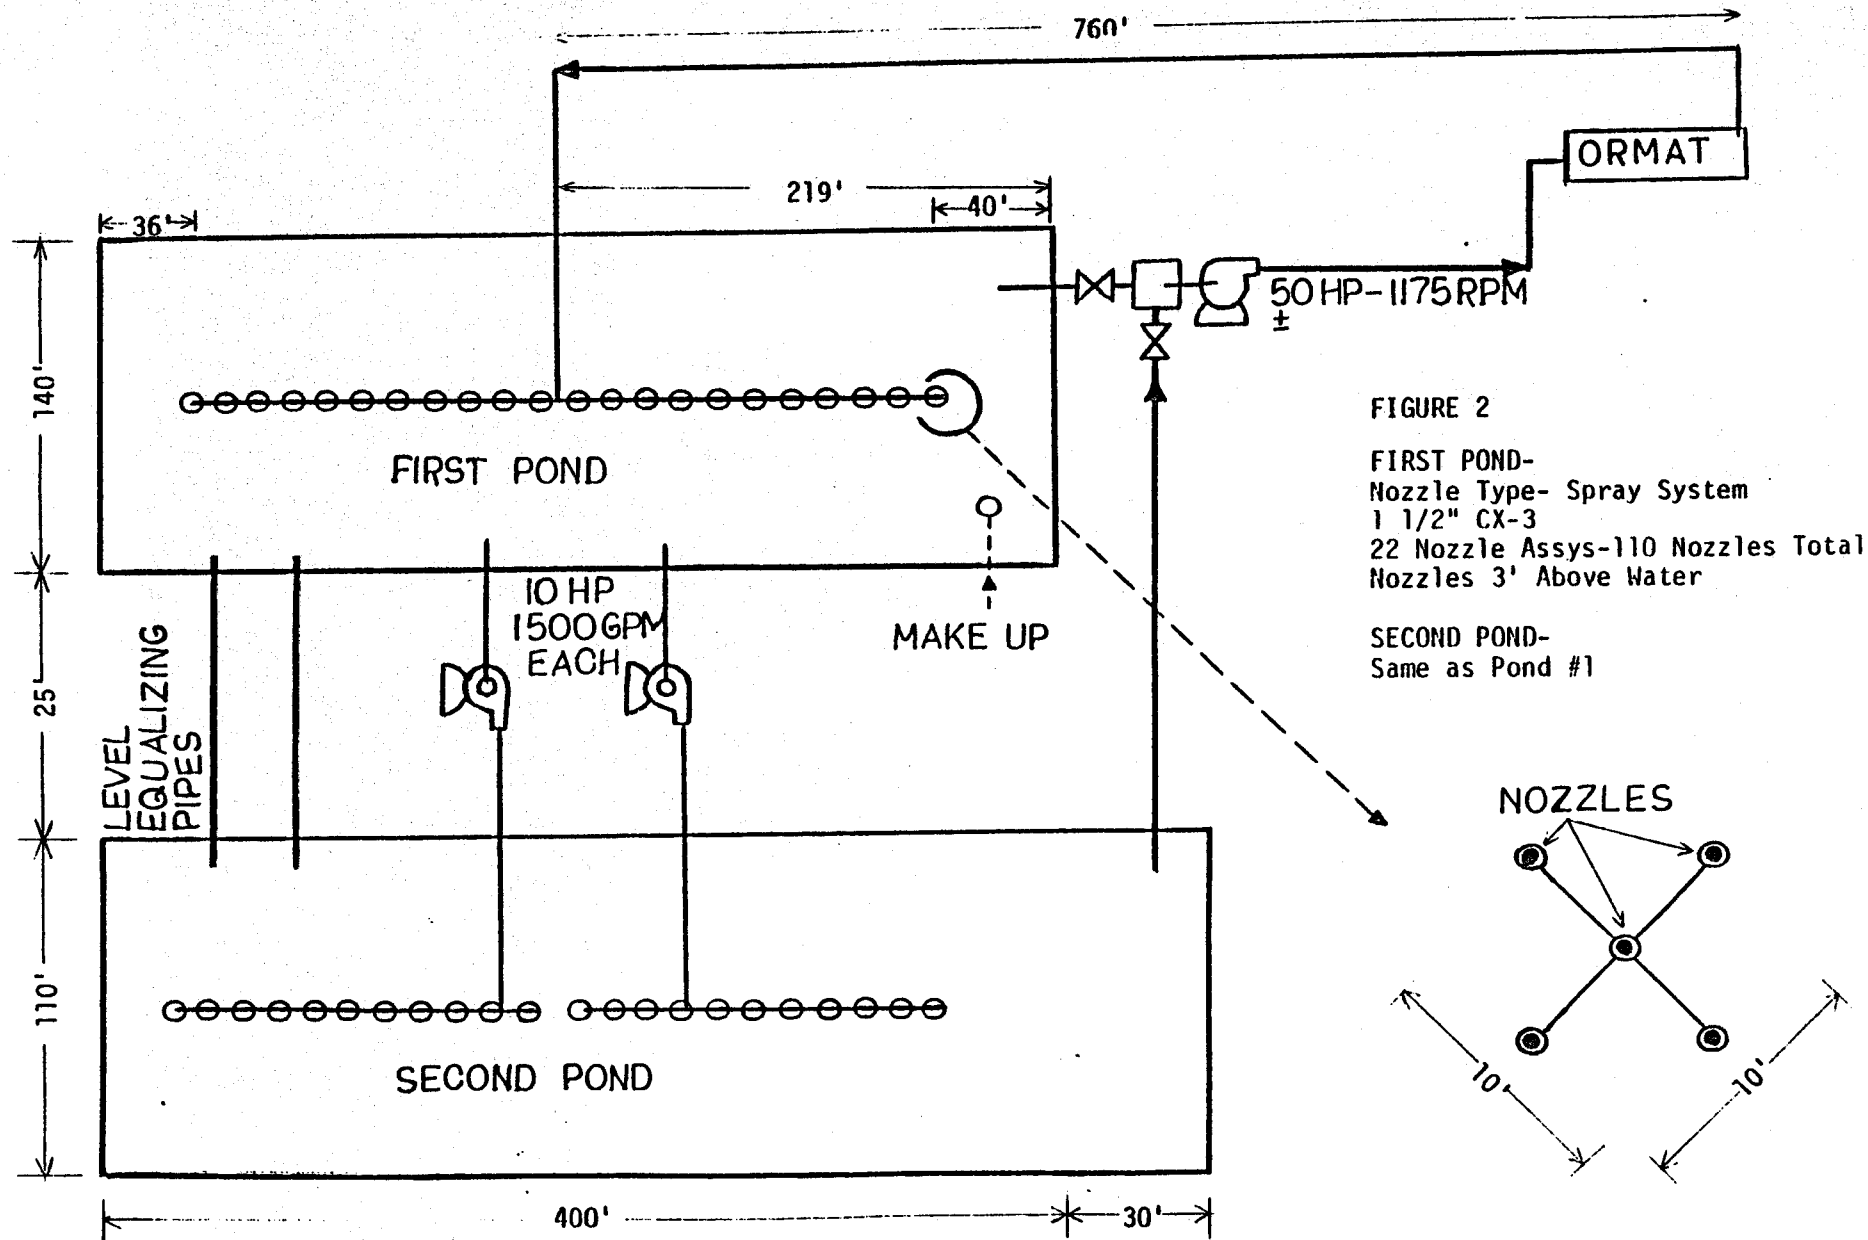 760'
ORMAT
219'
40'
36'
50 HP-1175 RPM
±
140'
FIRST POND
FIGURE 2
FIRST POND-
Nozzle Type- Spray System
1 1/2" CX-3
22 Nozzle Assys-110 Nozzles Total
Nozzles 3' Above Water
SECOND POND-
Same as Pond #1
10 HP
1500 GPM
EACH
MAKE UP
25'
LEVEL
EQUALIZING
PIPES
NOZZLES
110'
SECOND POND
10'
10'
400'
30'